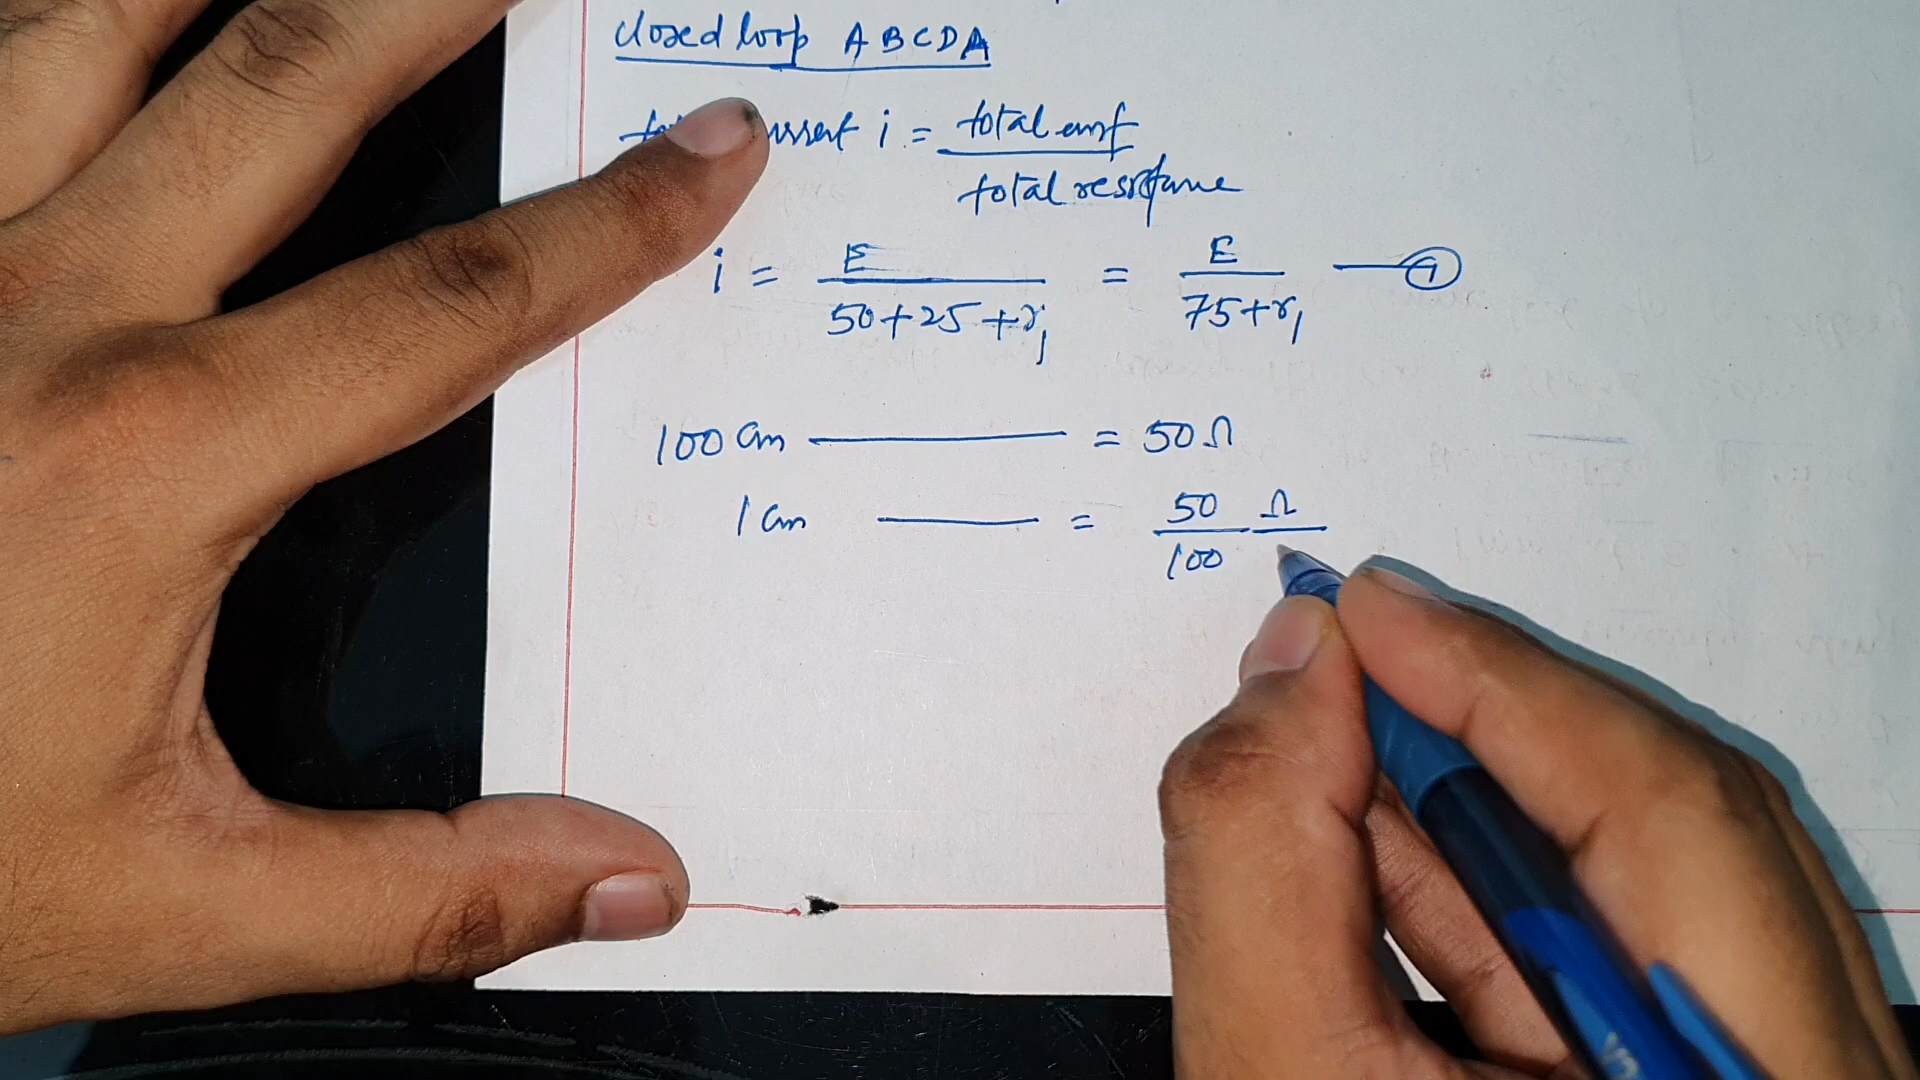 closed loop ABCDA
i = total emf / total resistance
i = E / 50+25+r1 = E / 75+r1 — 1
100 cm — = 50 Ω
1 cm — = 50 / 100 Ω